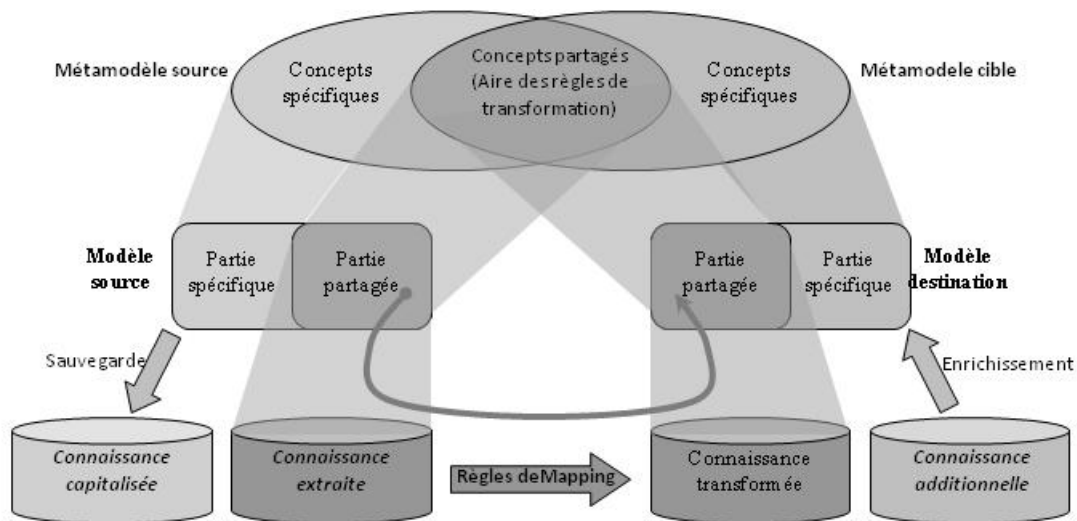 Concepts partagés
(Aire des règles de
transformation)
Métamodèle source
Concepts
spécifiques
Concepts
spécifiques
Métamodele cible
Modèle
source
Partie
spécifique
Partie
partagée
Partie
partagée
Partie
spécifique
Modèle
destination
Sauvegarde
Enrichissement
Connaissance
capitalisée
Connaissance
extraite
Règles de Mapping
Connaissance
transformée
Connaissance
additionnelle